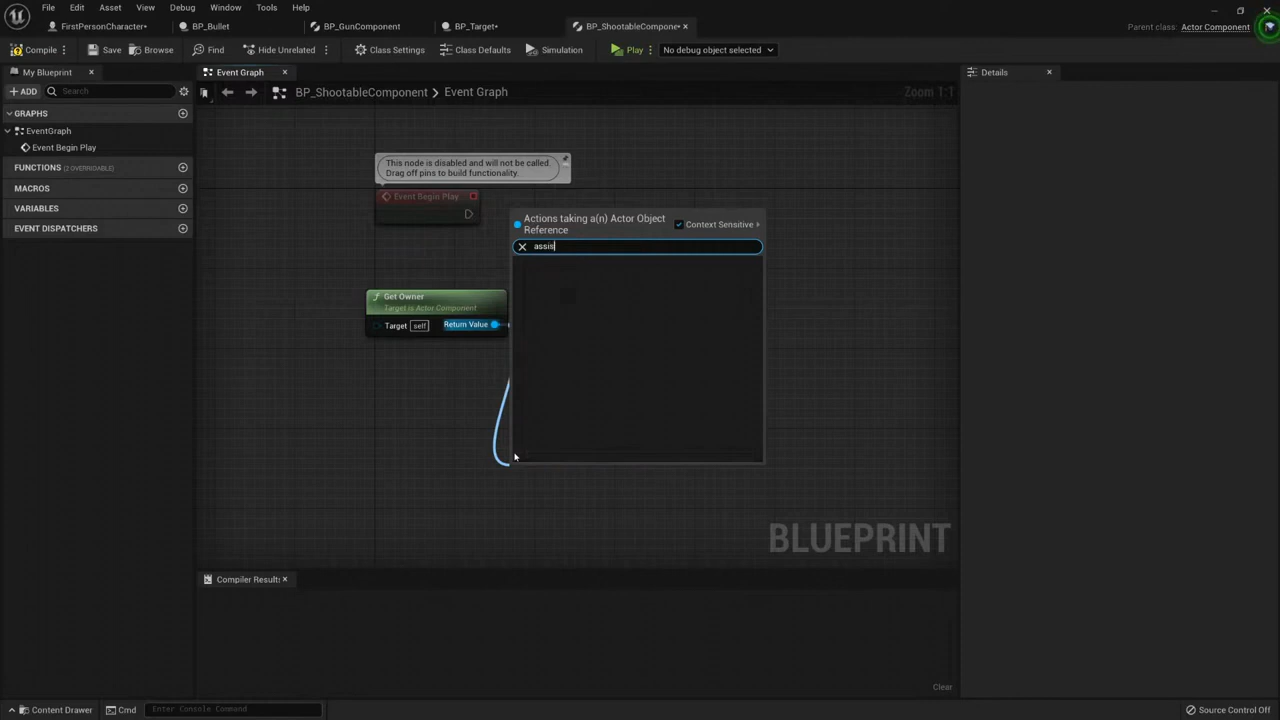 File Edit Asset View Debug Window Tools Help
FirstPersonCharacter• BP_Bullet BP_GunComponent BP_Target• BP_ShootableCompone• Parent class: Actor Component
Compile Save Browse Find Hide Unrelated Class Settings Class Defaults Simulation Play No debug object selected
My Blueprint Event Graph Details
ADD Search BP_ShootableComponent > Event Graph Zoom 1:1
GRAPHS
EventGraph
Event Begin Play
FUNCTIONS (2 OVERRIDABLE)
MACROS
VARIABLES
EVENT DISPATCHERS
This node is disabled and will not be called.
Drag off pins to build functionality.
Event Begin Play
Actions taking a(n) Actor Object
Reference
Context Sensitive
assis
Get Owner
Target is Actor Component
Target self Return Value
BLUEPRINT
Compiler Results
Clear
Content Drawer Cmd Enter Console Command Source Control Off